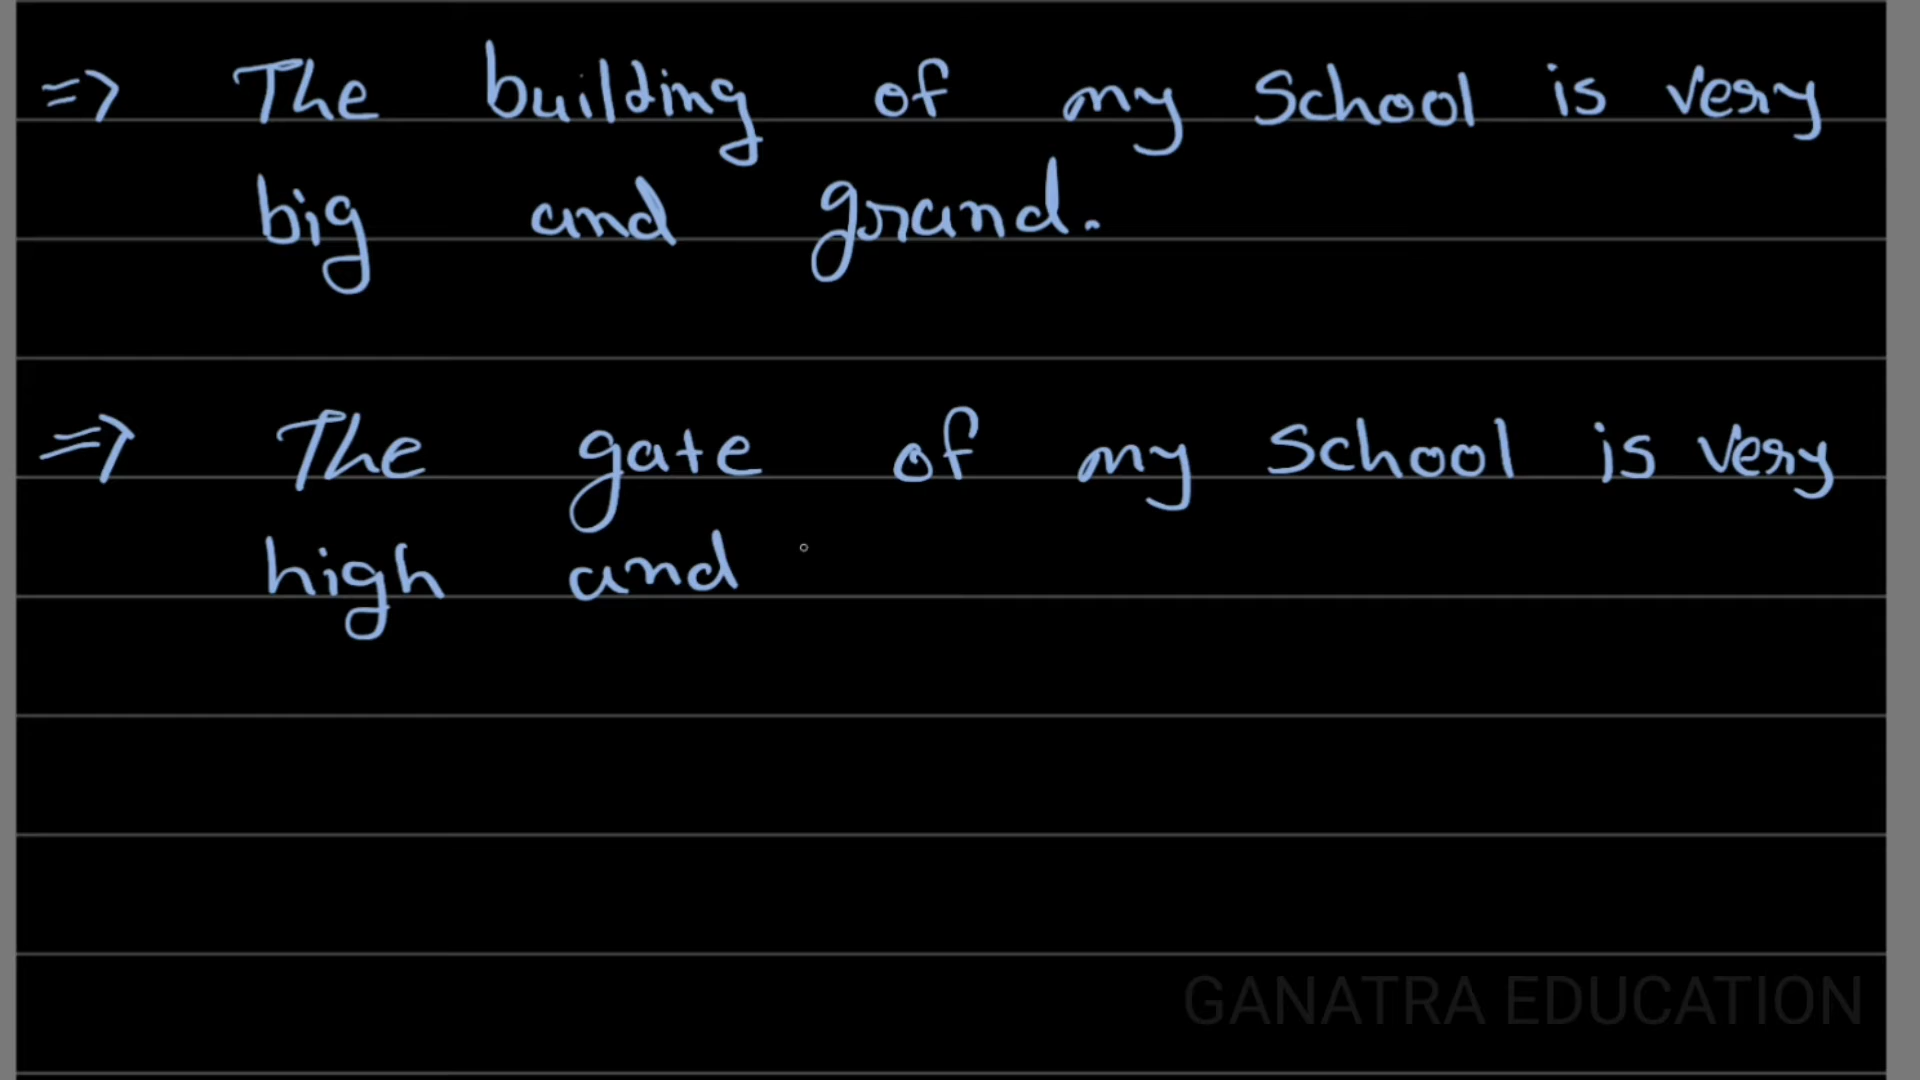 => The building of my School is very
big and grand.
=> The gate of my School is very
high and
GANATRA EDUCATION